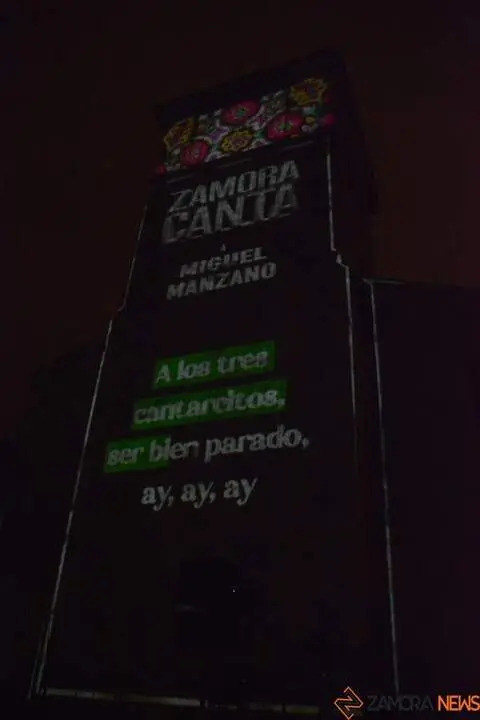 ZAMORA
CANTA
a
MIGUEL
MANZANO
A los tres
cantarcitos,
ser bien parado,
ay, ay, ay
ZAMORA NEWS